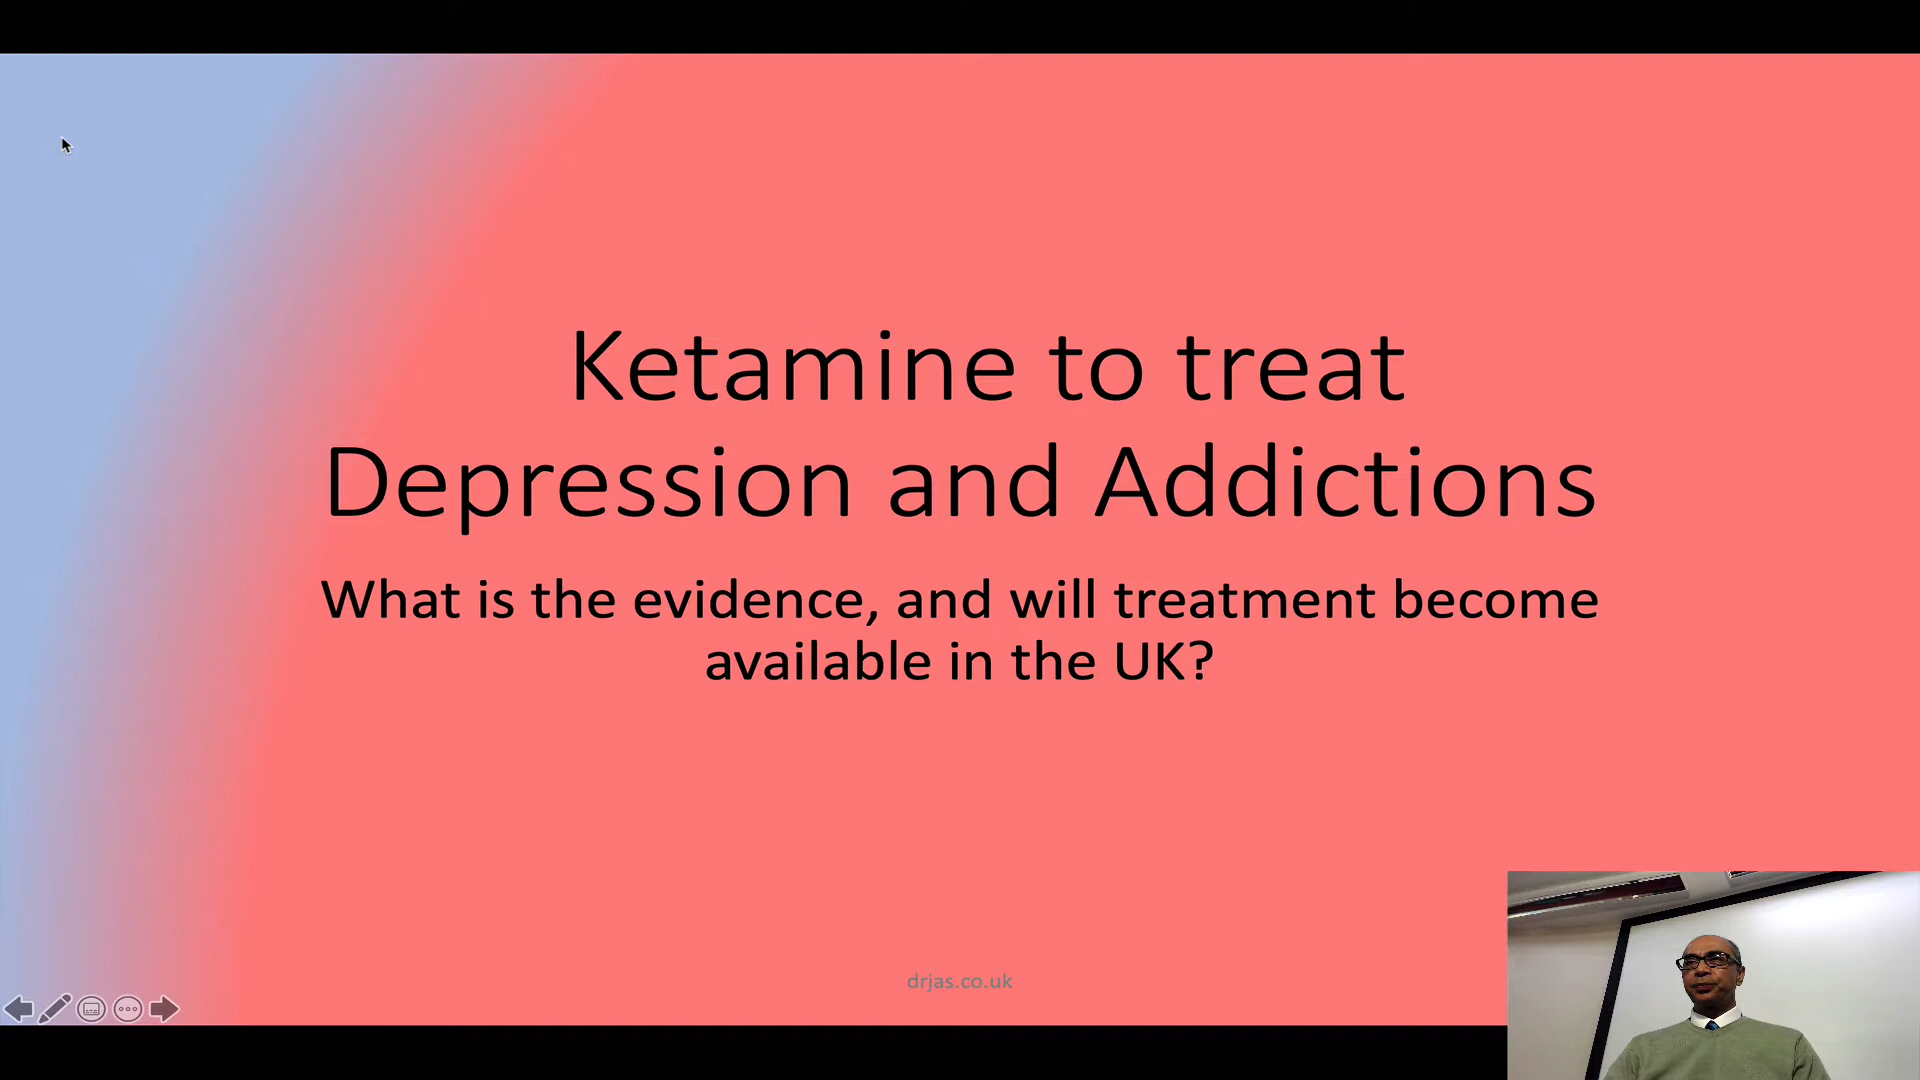 Ketamine to treat
Depression and Addictions
What is the evidence, and will treatment become
available in the UK?
drjas.co.uk